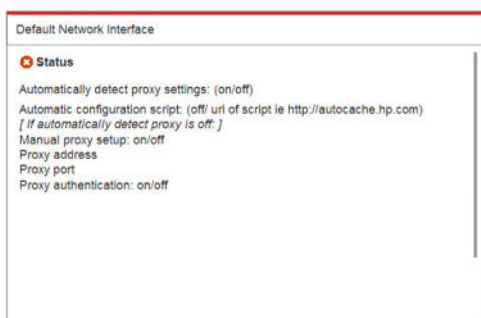 Default Network Interface
Status
Automatically detect proxy settings: (on/off)
Automatic configuration script: (off/ url of script ie http://autocache.hp.com)
[ If automatically detect proxy is off: ]
Manual proxy setup: on/off
Proxy address
Proxy port
Proxy authentication: on/off